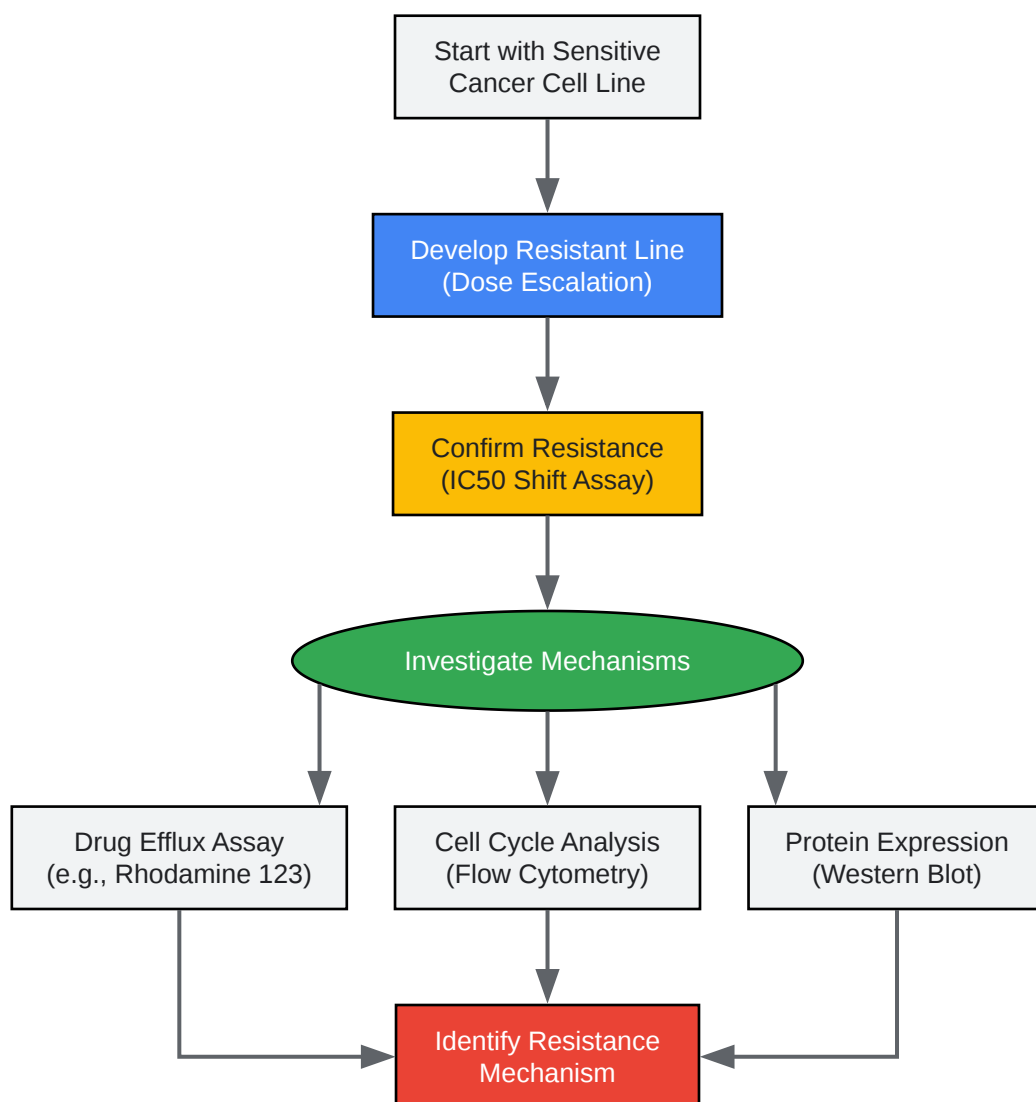 Start with Sensitive
Cancer Cell Line
Develop Resistant Line
(Dose Escalation)
Confirm Resistance
(IC50 Shift Assay)
Investigate Mechanisms
Drug Efflux Assay
(e.g., Rhodamine 123)
Cell Cycle Analysis
(Flow Cytometry)
Protein Expression
(Western Blot)
Identify Resistance
Mechanism